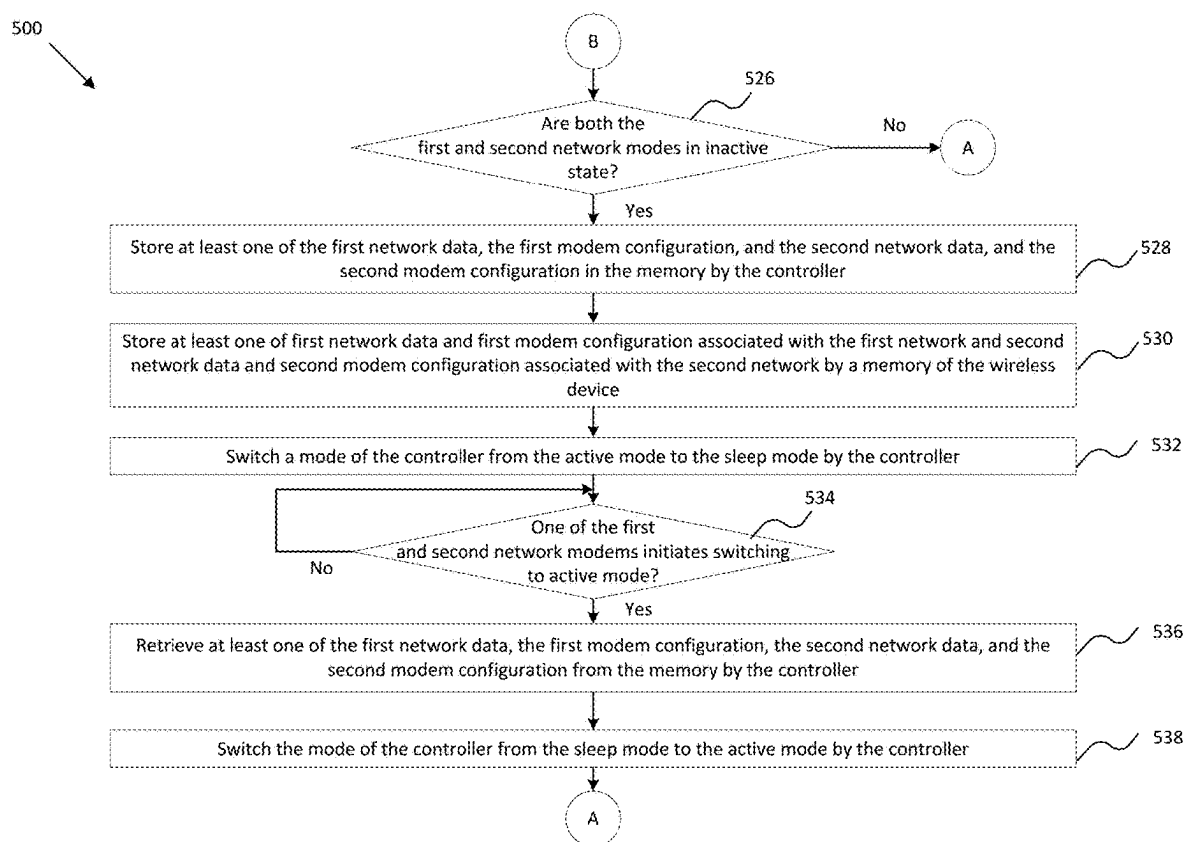 500
B
526
Are both the
first and second network modes in inactive
state?
No
A
Yes
Store at least one of the first network data, the first modem configuration, and the second network data, and the
second modem configuration in the memory by the controller
528
Store at least one of first network data and first modem configuration associated with the first network and second
network data and second modem configuration associated with the second network by a memory of the wireless
device
530
Switch a mode of the controller from the active mode to the sleep mode by the controller
532
534
One of the first
and second network modems initiates switching
to active mode?
No
Yes
Retrieve at least one of the first network data, the first modem configuration, the second network data, and the
second modem configuration from the memory by the controller
536
Switch the mode of the controller from the sleep mode to the active mode by the controller
538
A